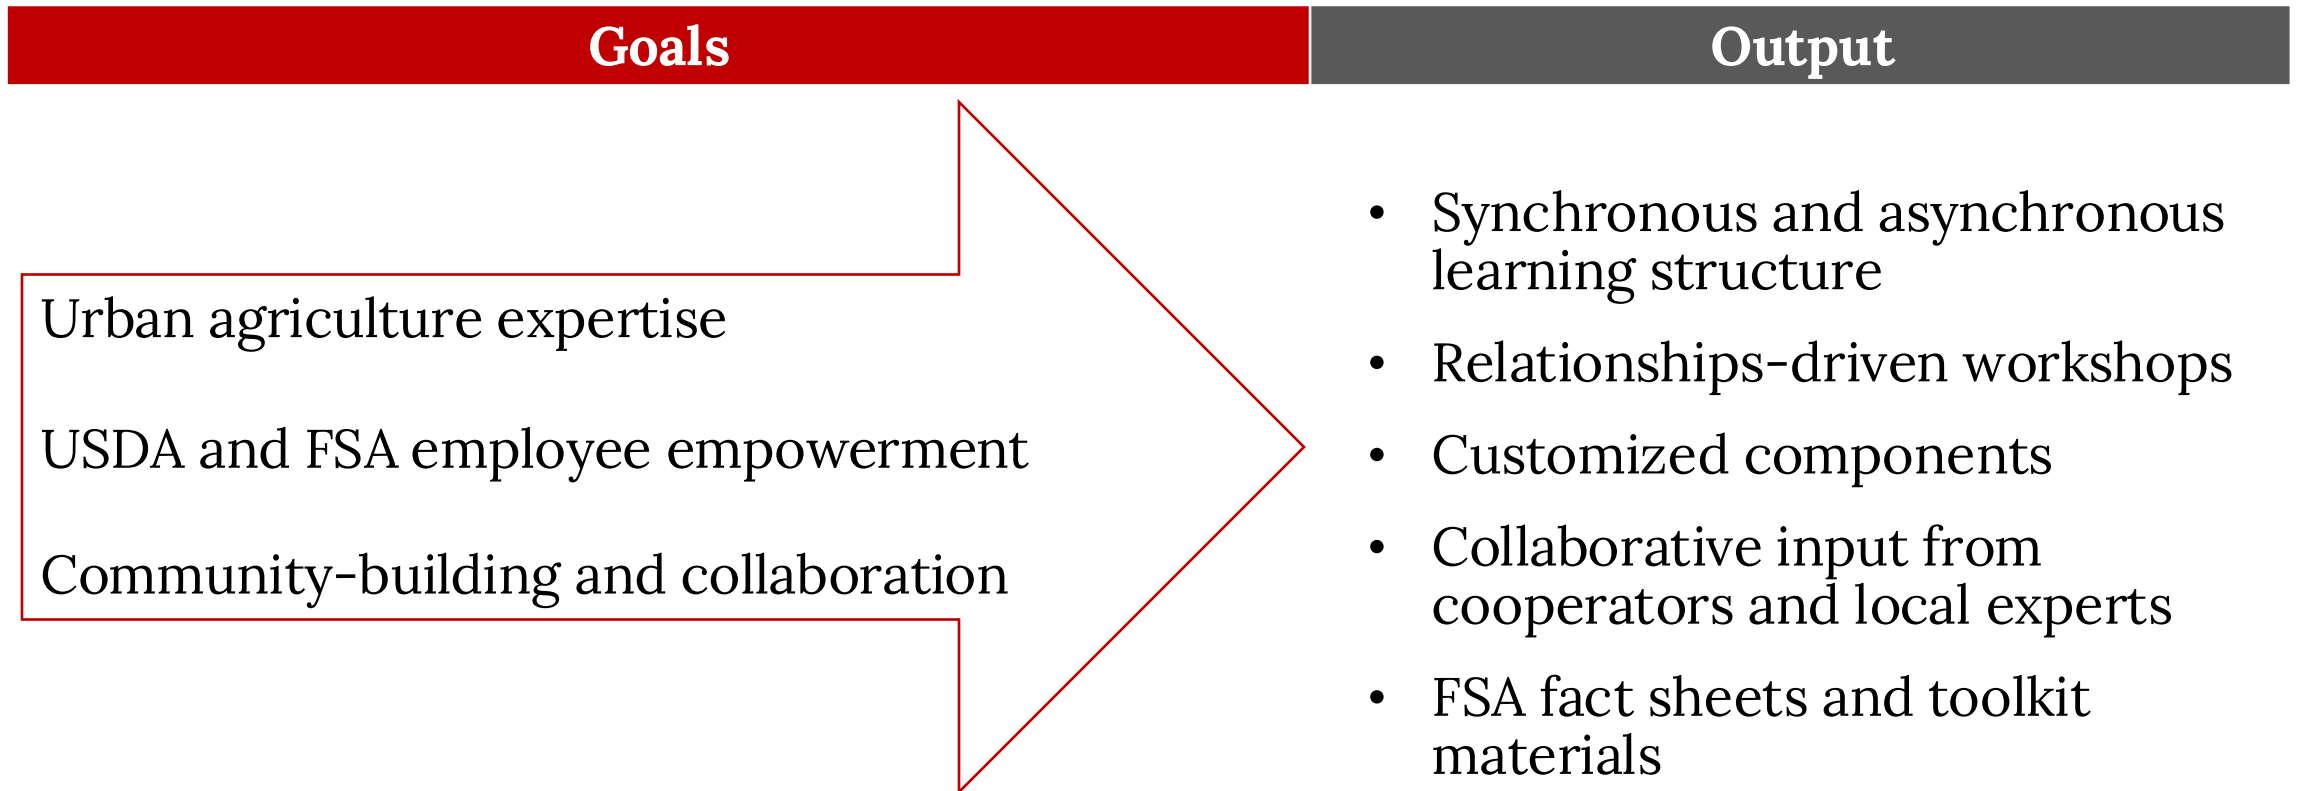 Goals
Output
Urban agriculture expertise
USDA and FSA employee empowerment
Community-building and collaboration
• Synchronous and asynchronous
learning structure
• Relationships-driven workshops
• Customized components
• Collaborative input from
cooperators and local experts
• FSA fact sheets and toolkit
materials